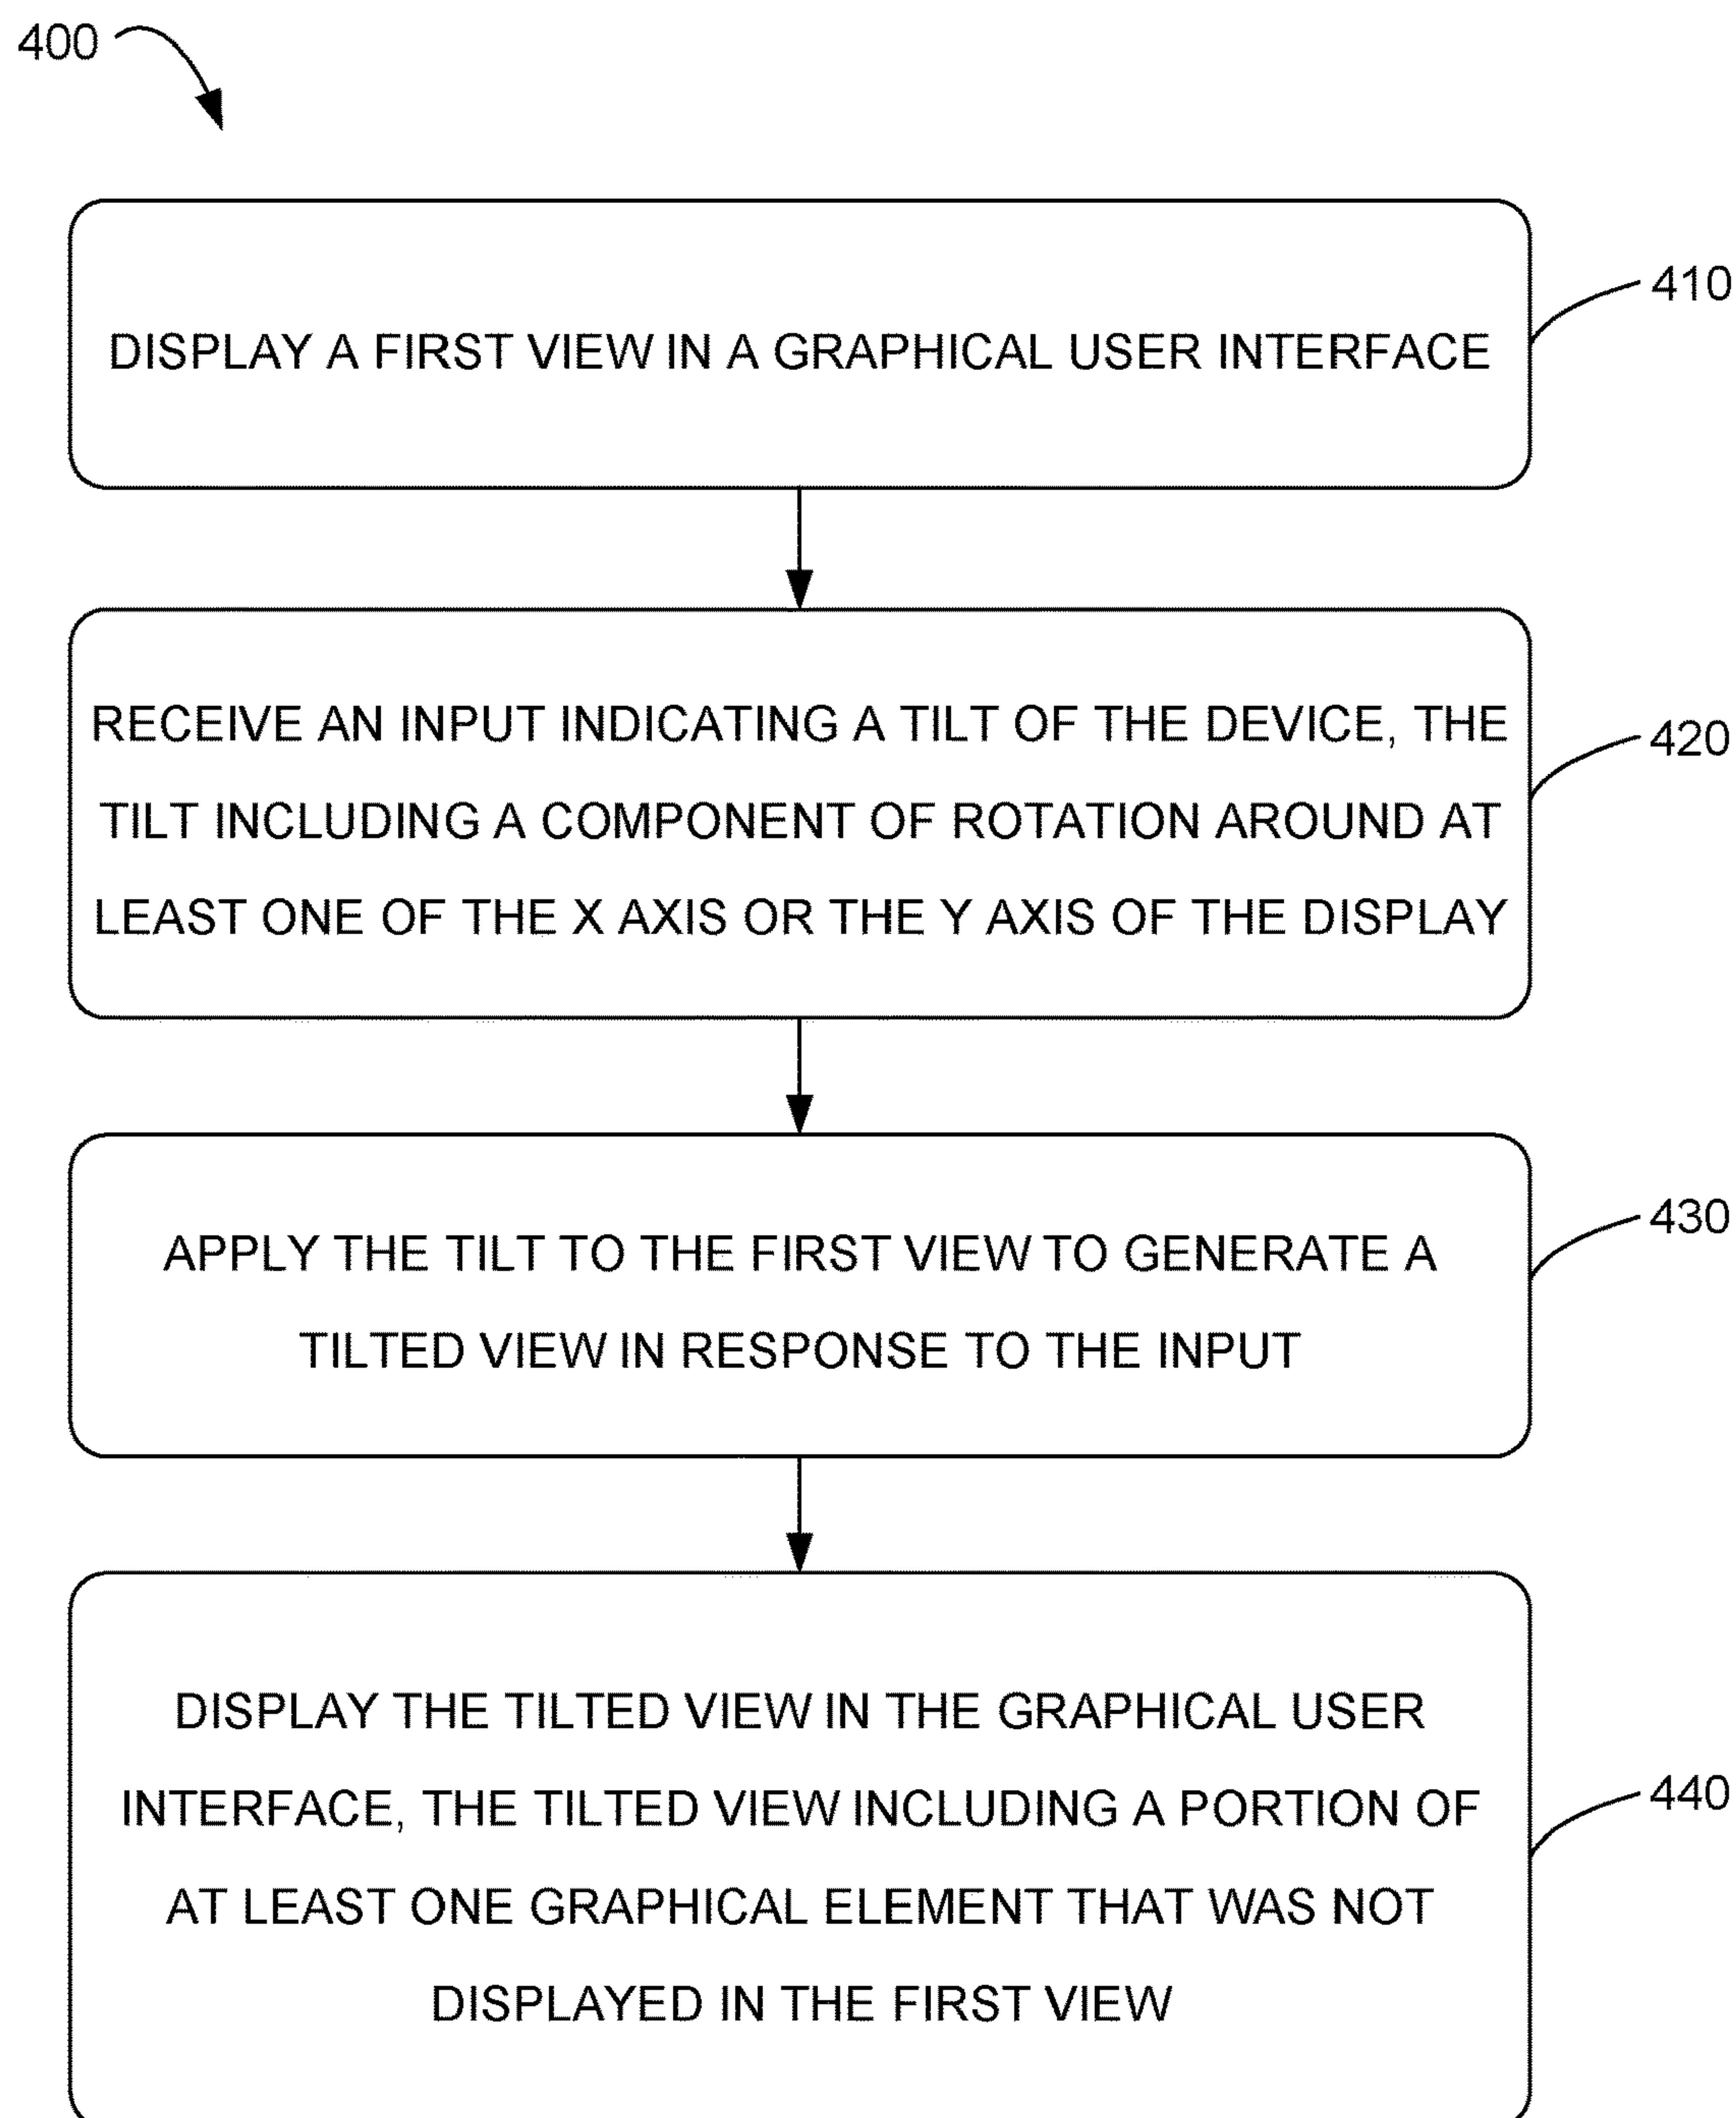 400
DISPLAY A FIRST VIEW IN A GRAPHICAL USER INTERFACE
410
RECEIVE AN INPUT INDICATING A TILT OF THE DEVICE, THE
TILT INCLUDING A COMPONENT OF ROTATION AROUND AT
LEAST ONE OF THE X AXIS OR THE Y AXIS OF THE DISPLAY
420
APPLY THE TILT TO THE FIRST VIEW TO GENERATE A
TILTED VIEW IN RESPONSE TO THE INPUT
430
DISPLAY THE TILTED VIEW IN THE GRAPHICAL USER
INTERFACE, THE TILTED VIEW INCLUDING A PORTION OF
AT LEAST ONE GRAPHICAL ELEMENT THAT WAS NOT
DISPLAYED IN THE FIRST VIEW
440